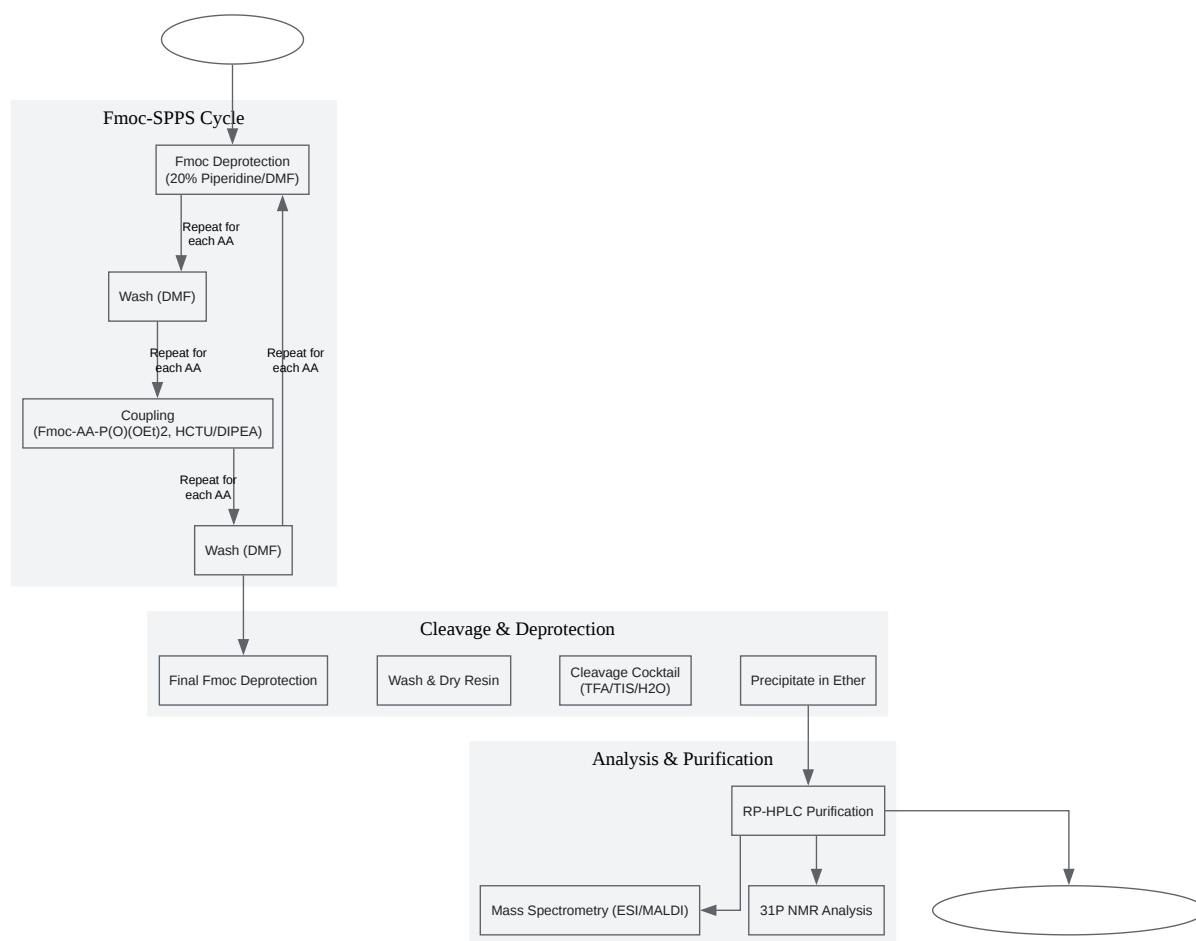 Fmoc-SPPS Cycle
Fmoc Deprotection
(20% Piperidine/DMF)
Repeat for
each AA
Wash (DMF)
Repeat for
each AA
Repeat for
each AA
Coupling
(Fmoc-AA-P(O)(OEt)2, HCTU/DIPEA)
Repeat for
each AA
Wash (DMF)
Cleavage & Deprotection
Final Fmoc Deprotection
Wash & Dry Resin
Cleavage Cocktail
(TFA/TIS/H2O)
Precipitate in Ether
Analysis & Purification
RP-HPLC Purification
Mass Spectrometry (ESI/MALDI)
31P NMR Analysis